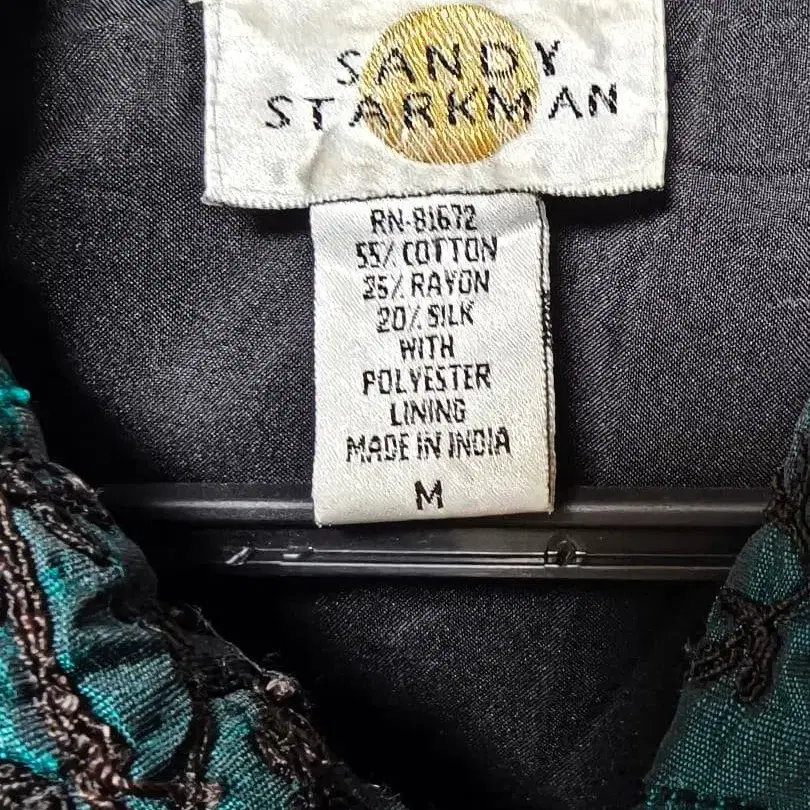 SANDY
STARKMAN
RN-81672
55% COTTON
25% RAYON
20% SILK
WITH
POLYESTER
LINING
MADE IN INDIA
M